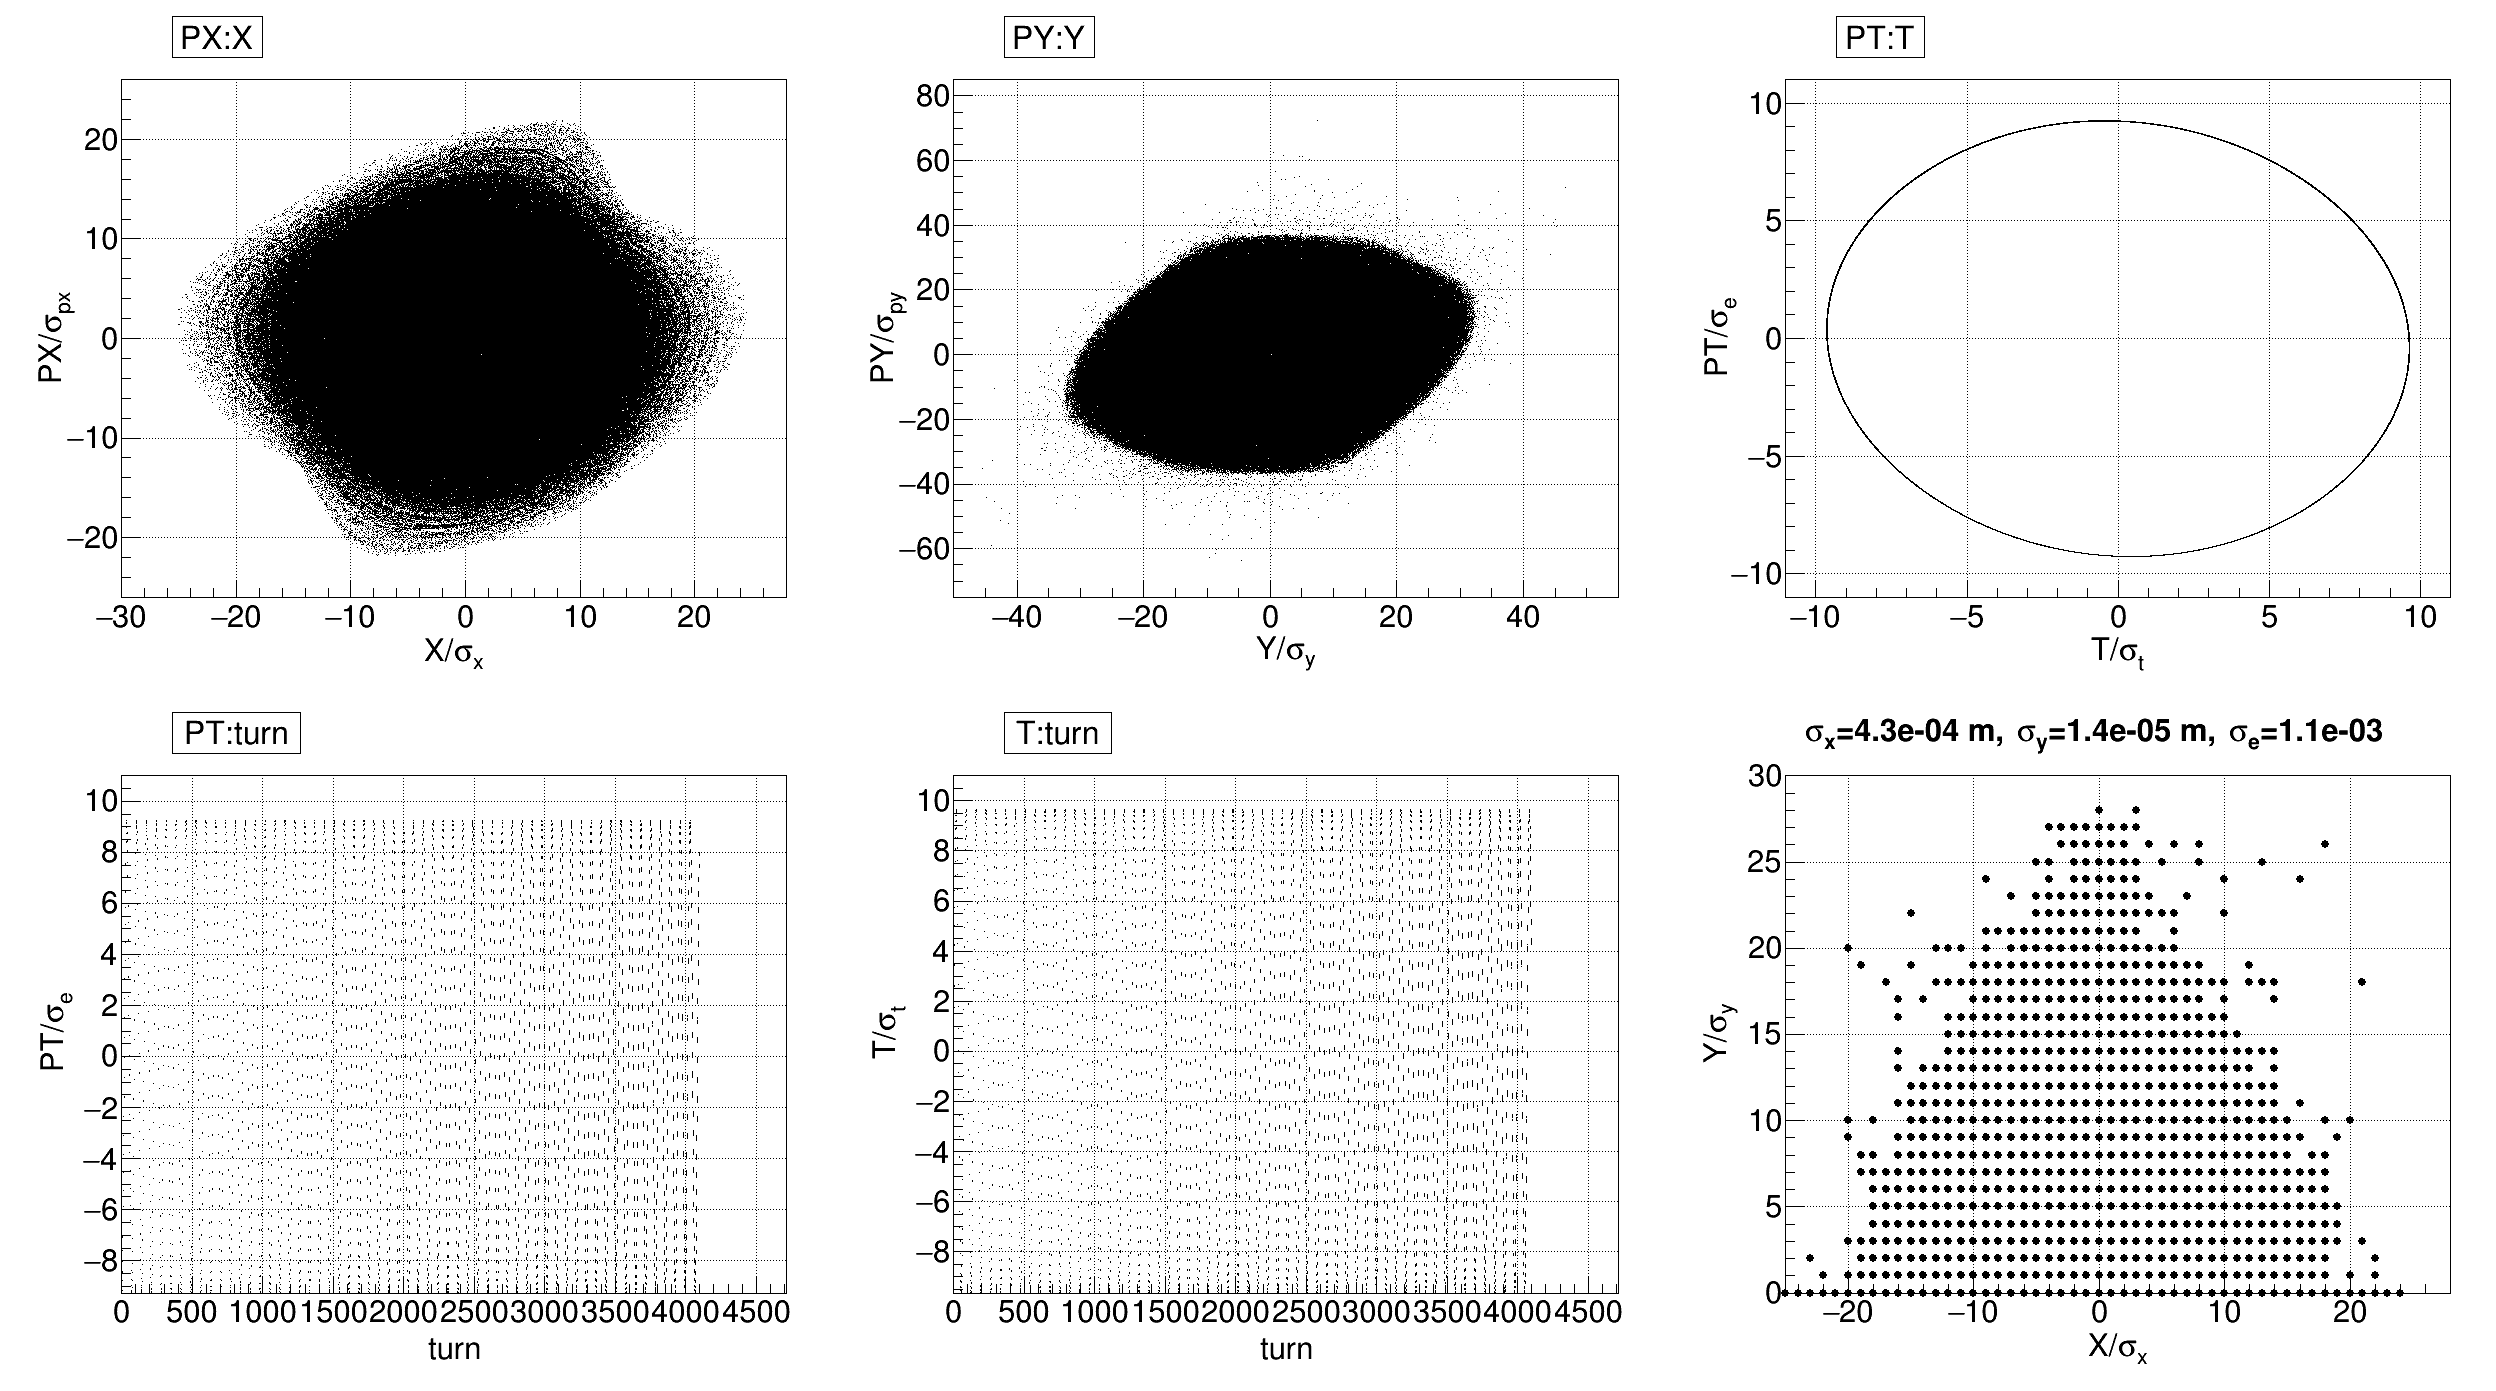 PX:X
PX/σpx
20
10
0
−10
−20
−30 −20 −10 0 10 20
X/σx
PY:Y
PY/σpy
80
60
40
20
0
−20
−40
−60
−40 −20 0 20 40
Y/σy
PT:T
PT/σe
10
5
0
−5
−10
−10 −5 0 5 10
T/σt
PT:turn
PT/σe
10
8
6
4
2
0
−2
−4
−6
−8
0 500 1000 1500 2000 2500 3000 3500 4000 4500
turn
T:turn
T/σt
10
8
6
4
2
0
−2
−4
−6
−8
0 500 1000 1500 2000 2500 3000 3500 4000 4500
turn
σx=4.3e-04 m, σy=1.4e-05 m, σe=1.1e-03
Y/σy
30
25
20
15
10
5
0
−20 −10 0 10 20
X/σx